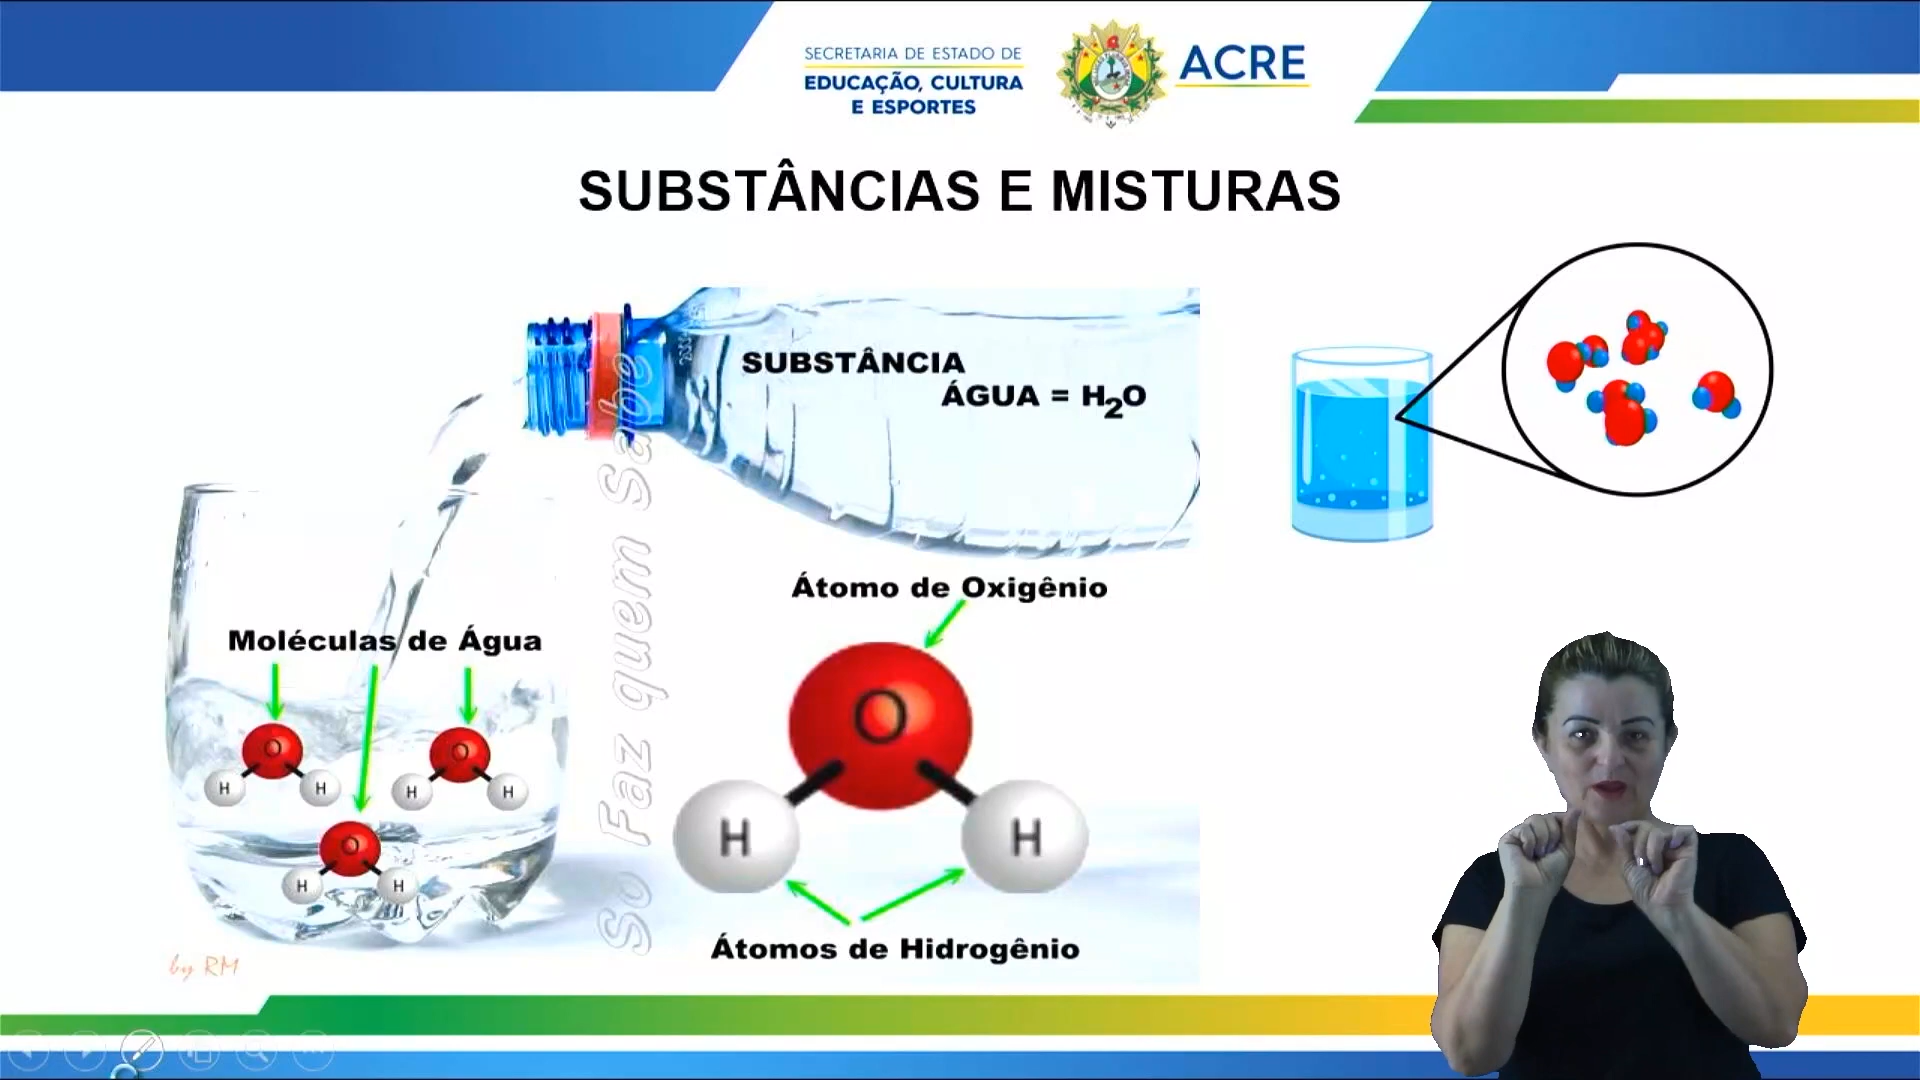 SECRETARIA DE ESTADO DE
EDUCAÇÃO, CULTURA
E ESPORTES
ACRE
SUBSTÂNCIAS E MISTURAS
SUBSTÂNCIA
ÁGUA = H₂O
Átomo de Oxigênio
Moléculas de Água
O
H
H
O
H
H
O
H
H
O
H
H
Átomos de Hidrogênio
So Faz quem Sabe
by RM